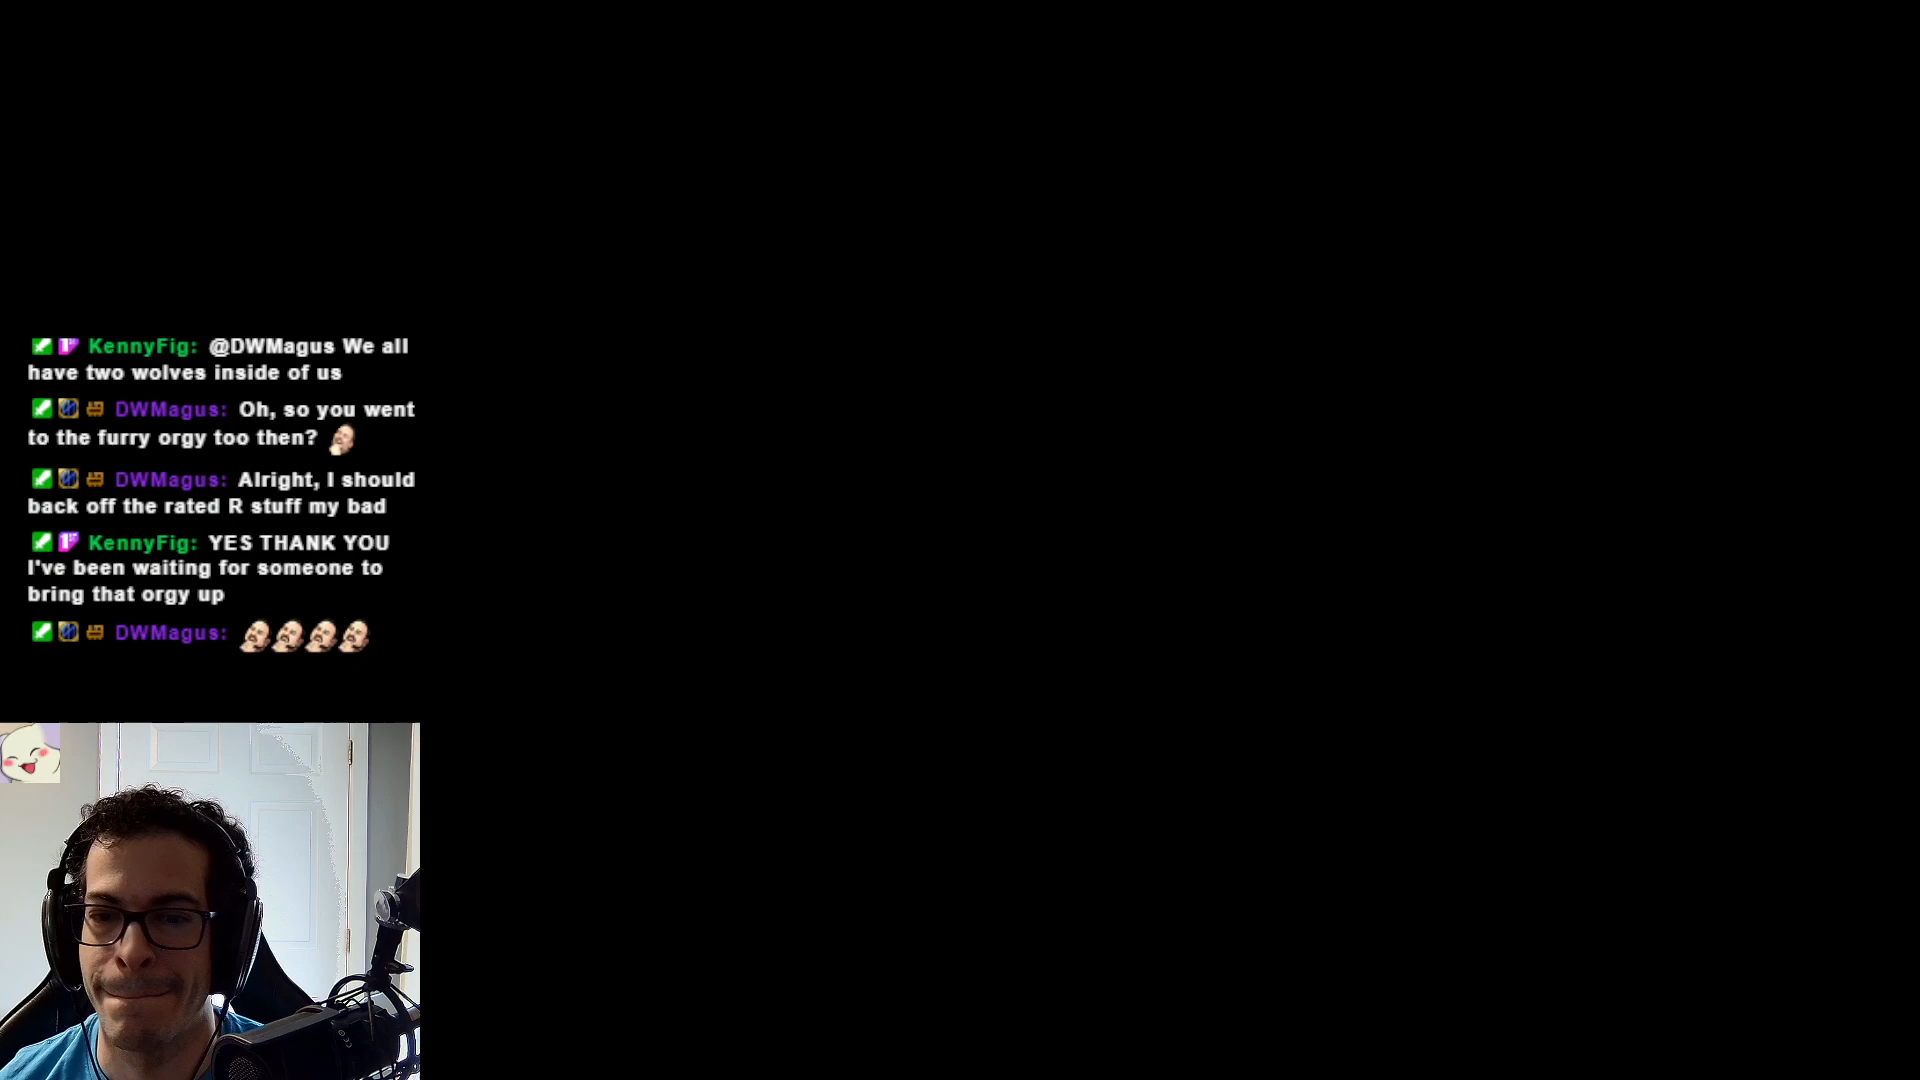 KennyFig: @DWMagus We all
have two wolves inside of us
DWMagus: Oh, so you went
to the furry orgy too then?
DWMagus: Alright, I should
back off the rated R stuff my bad
KennyFig: YES THANK YOU
I've been waiting for someone to
bring that orgy up
DWMagus: